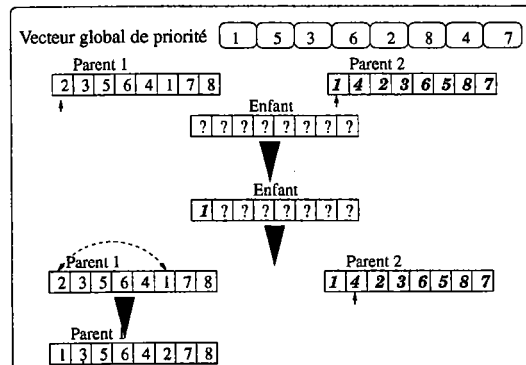 Vecteur global de priorité 1 5 3 6 2 8 4 7
Parent 1 Parent 2
2 3 5 6 4 1 7 8 1 4 2 3 6 5 8 7
Enfant
? ? ? ? ? ? ? ?
Enfant
1 ? ? ? ? ? ? ?
Parent 1 Parent 2
2 3 5 6 4 1 7 8 1 4 2 3 6 5 8 7
Parent 1
1 3 5 6 4 2 7 8